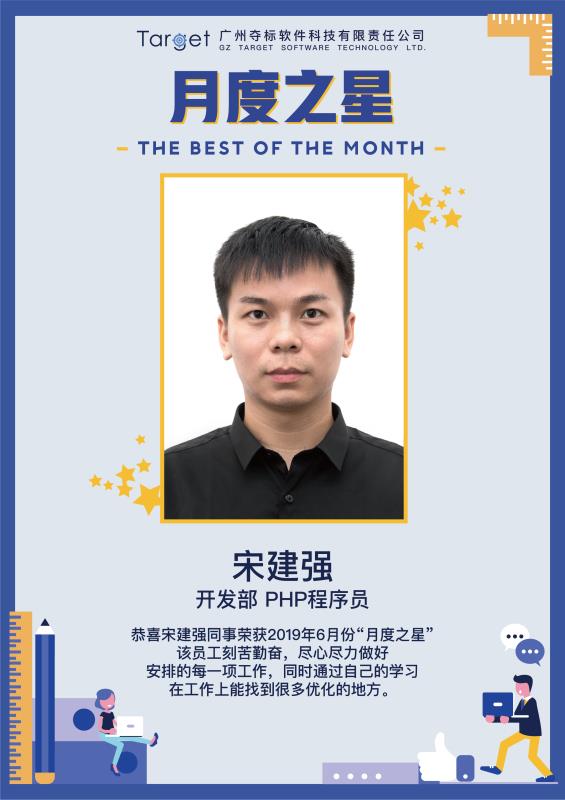 Target 广州夺标软件科技有限责任公司
GZ TARGET SOFTWARE TECHNOLOGY LTD.
月度之星
THE BEST OF THE MONTH
宋建强
开发部 PHP程序员
恭喜宋建强同事荣获2019年6月份“月度之星”
该员工刻苦勤奋，尽心尽力做好
安排的每一项工作，同时通过自己的学习
在工作上能找到很多优化的地方。